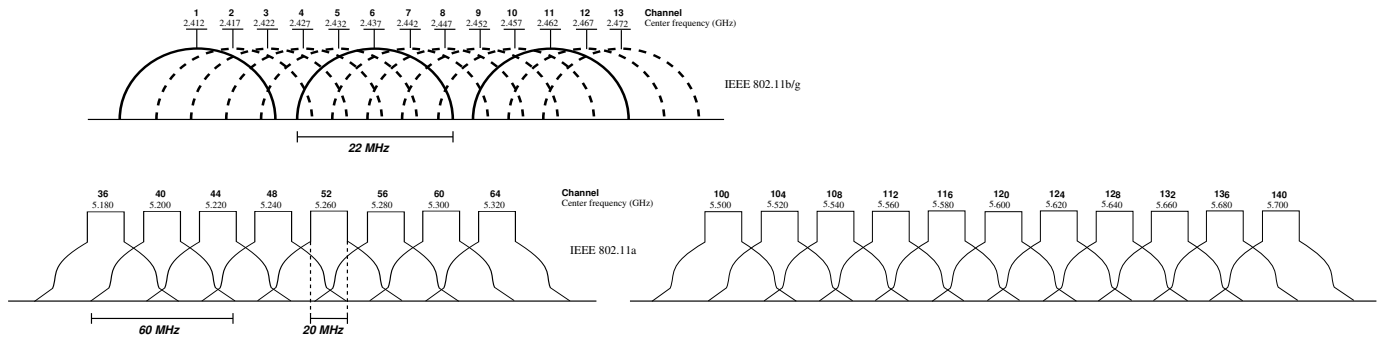 1 2 3 4 5 6 7 8 9 10 11 12 13 Channel
2.412 2.417 2.422 2.427 2.432 2.437 2.442 2.447 2.452 2.457 2.462 2.467 2.472 Center frequency (GHz)
IEEE 802.11b/g
22 MHz
36 40 44 48 52 56 60 64 Channel
5.180 5.200 5.220 5.240 5.260 5.280 5.300 5.320 Center frequency (GHz)
100 104 108 112 116 120 124 128 132 136 140
5.500 5.520 5.540 5.560 5.580 5.600 5.620 5.640 5.660 5.680 5.700
IEEE 802.11a
60 MHz
20 MHz